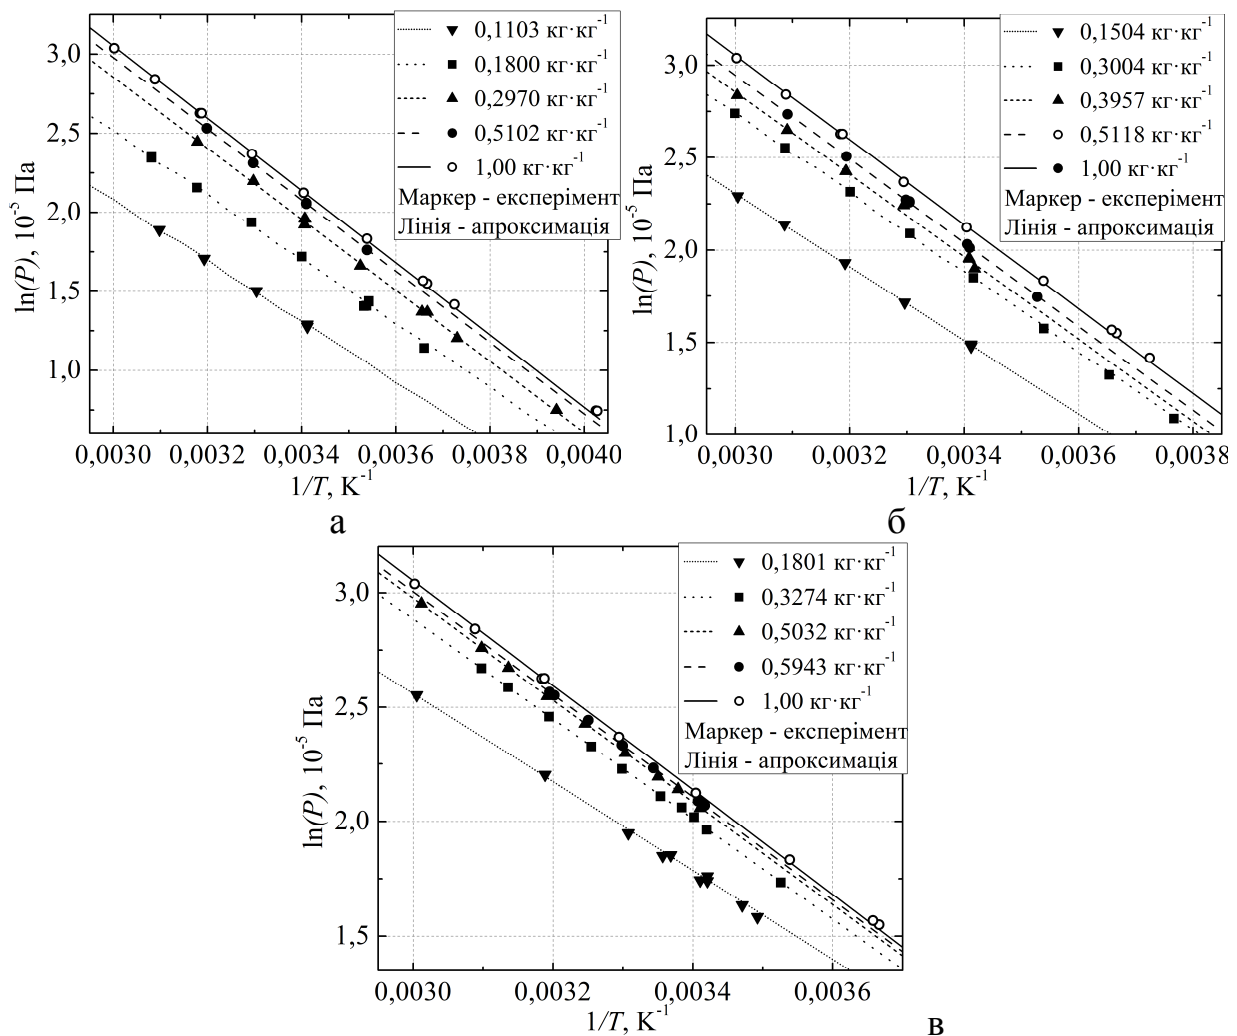 ln(P), 10⁻⁵ Па
3,0
2,5
2,0
1,5
1,0
0,0030 0,0032 0,0034 0,0036 0,0038 0,0040
1/T, K⁻¹
0,1103 кг·кг⁻¹
0,1800 кг·кг⁻¹
0,2970 кг·кг⁻¹
0,5102 кг·кг⁻¹
1,00 кг·кг⁻¹
Маркер - експерімент
Лінія - апроксимація
а
ln(P), 10⁻⁵ Па
3,0
2,5
2,0
1,5
1,0
0,0030 0,0032 0,0034 0,0036 0,0038
1/T, K⁻¹
0,1504 кг·кг⁻¹
0,3004 кг·кг⁻¹
0,3957 кг·кг⁻¹
0,5118 кг·кг⁻¹
1,00 кг·кг⁻¹
Маркер - експерімент
Лінія - апроксимація
б
ln(P), 10⁻⁵ Па
3,0
2,5
2,0
1,5
0,0030 0,0032 0,0034 0,0036
1/T, K⁻¹
0,1801 кг·кг⁻¹
0,3274 кг·кг⁻¹
0,5032 кг·кг⁻¹
0,5943 кг·кг⁻¹
1,00 кг·кг⁻¹
Маркер - експерімент
Лінія - апроксимація
в